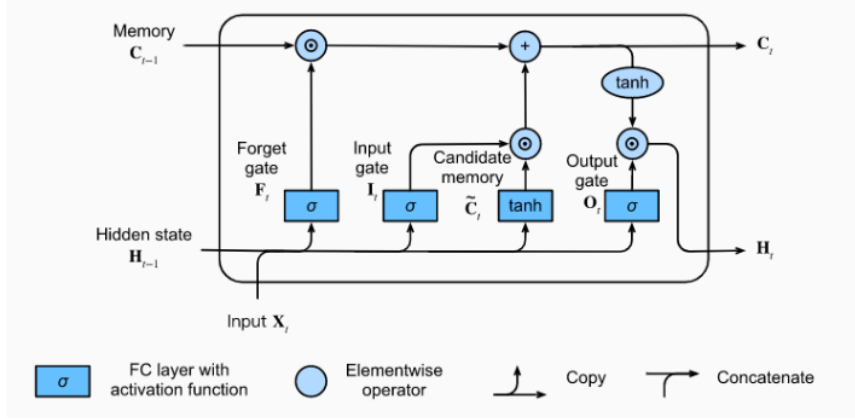 Memory
C_{t-1}
C_t
tanh
Forget
gate
F_t
Input
gate
I_t
Candidate
memory
C̃_t
Output
gate
O_t
σ
σ
tanh
σ
Hidden state
H_{t-1}
H_t
Input X_t
σ
FC layer with
activation function
Elementwise
operator
Copy
Concatenate